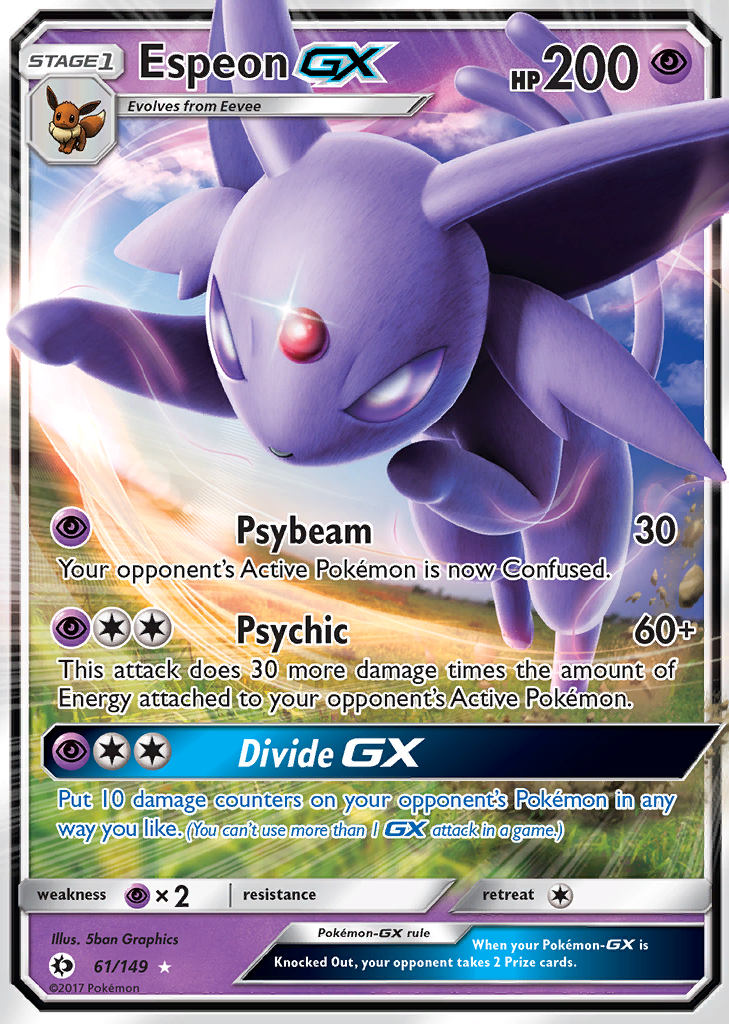 STAGE1 Espeon GX HP200
Evolves from Eevee
Psybeam 30
Your opponent's Active Pokémon is now Confused.
Psychic 60+
This attack does 30 more damage times the amount of
Energy attached to your opponent's Active Pokémon.
Divide GX
Put 10 damage counters on your opponent's Pokémon in any
way you like. (You can't use more than 1 GX attack in a game.)
weakness ×2 resistance retreat
Illus. 5ban Graphics
61/149
©2017 Pokémon
Pokémon-GX rule
When your Pokémon-GX is
Knocked Out, your opponent takes 2 Prize cards.